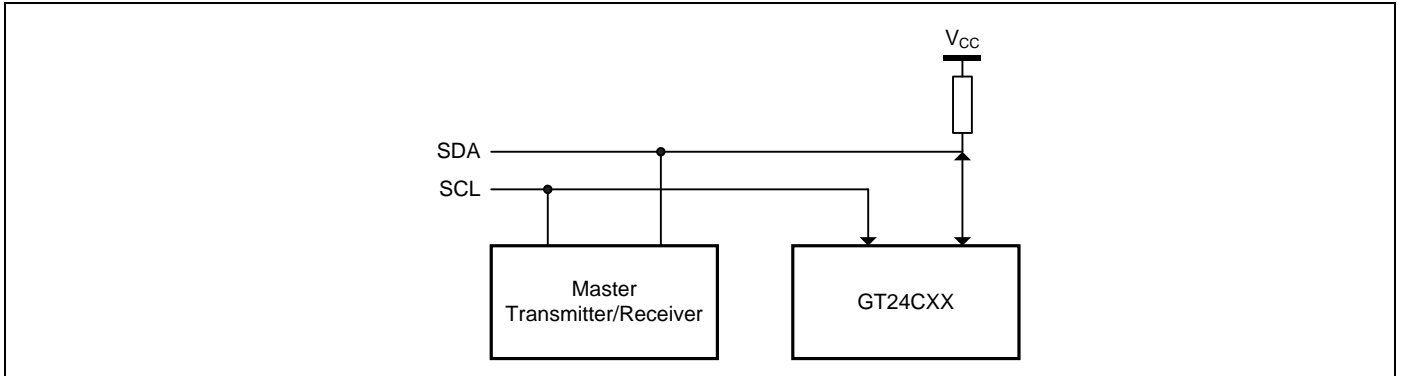 VCC
SDA
SCL
Master
Transmitter/Receiver
GT24CXX